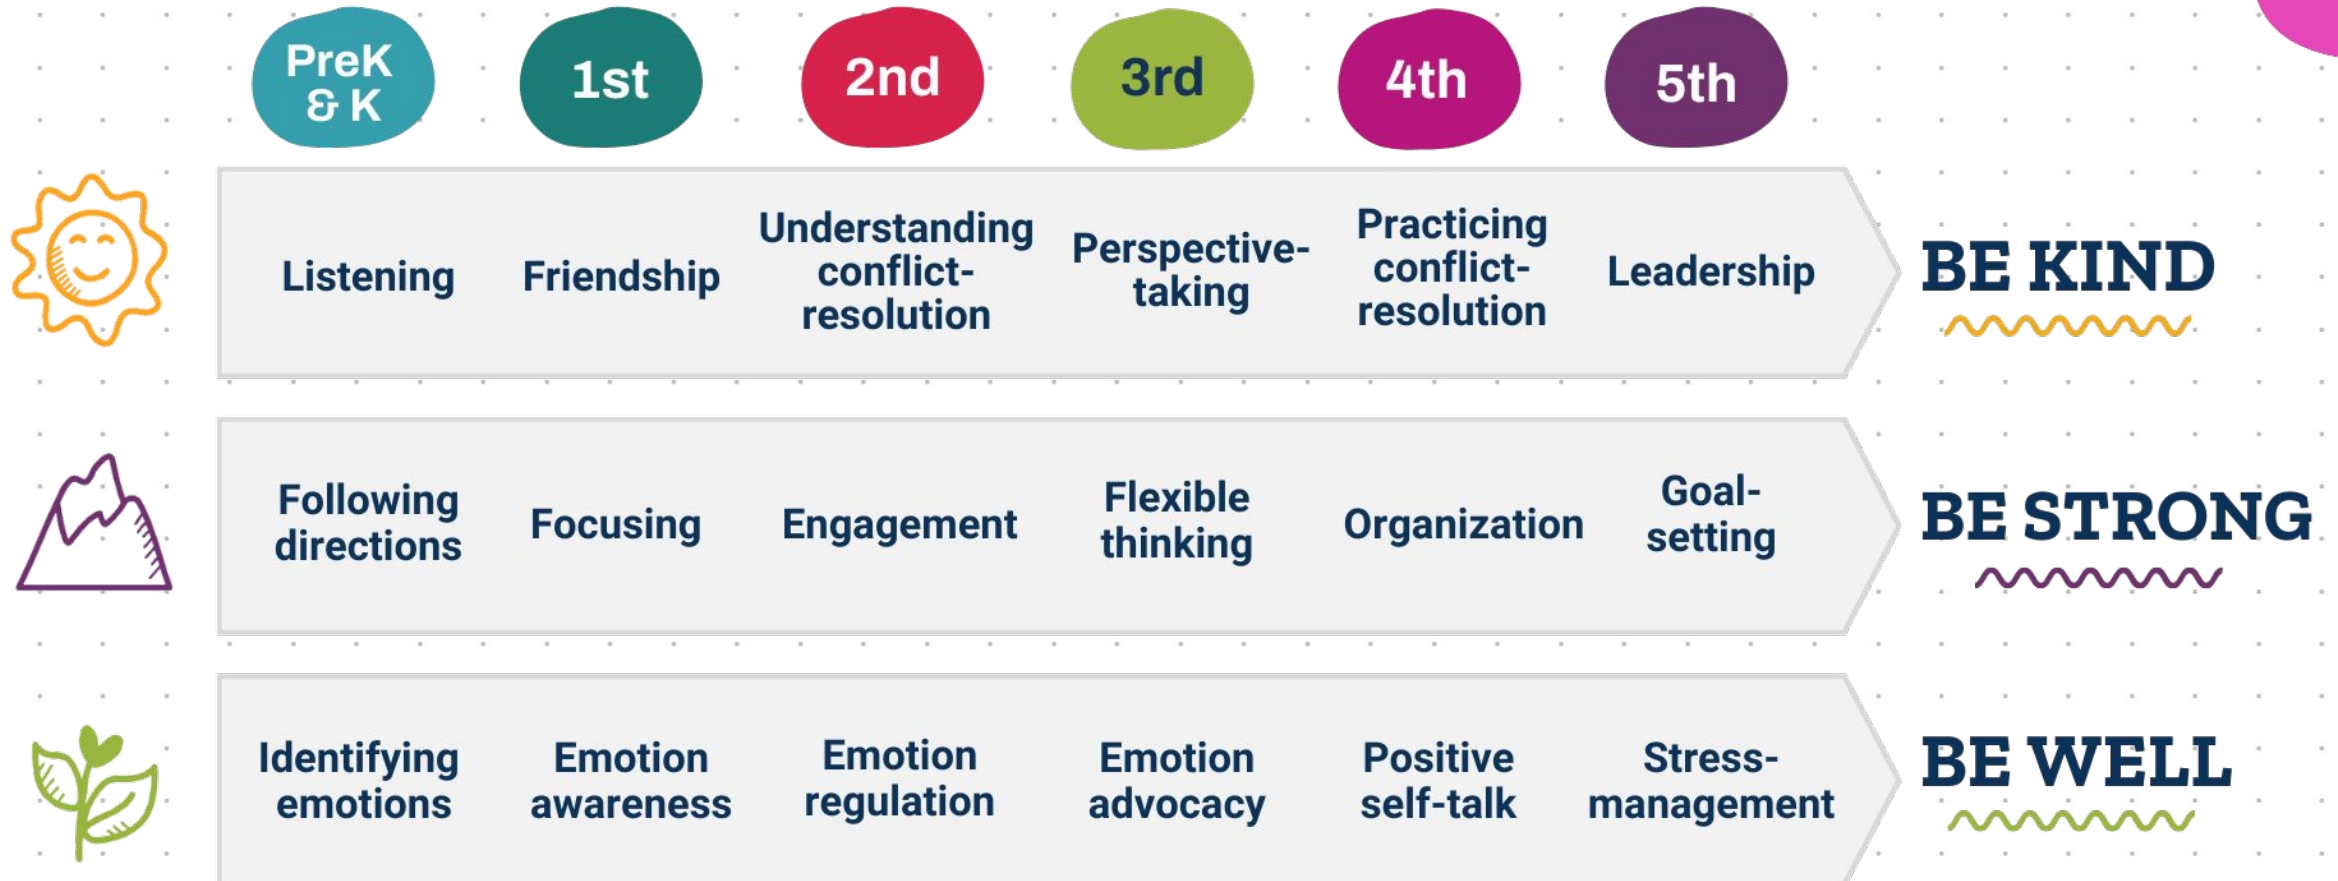 PreK
& K
1st
2nd
3rd
4th
5th
Listening
Friendship
Understanding
conflict-
resolution
Perspective-
taking
Practicing
conflict-
resolution
Leadership
BE KIND
Following
directions
Focusing
Engagement
Flexible
thinking
Organization
Goal-
setting
BE STRONG
Identifying
emotions
Emotion
awareness
Emotion
regulation
Emotion
advocacy
Positive
self-talk
Stress-
management
BE WELL